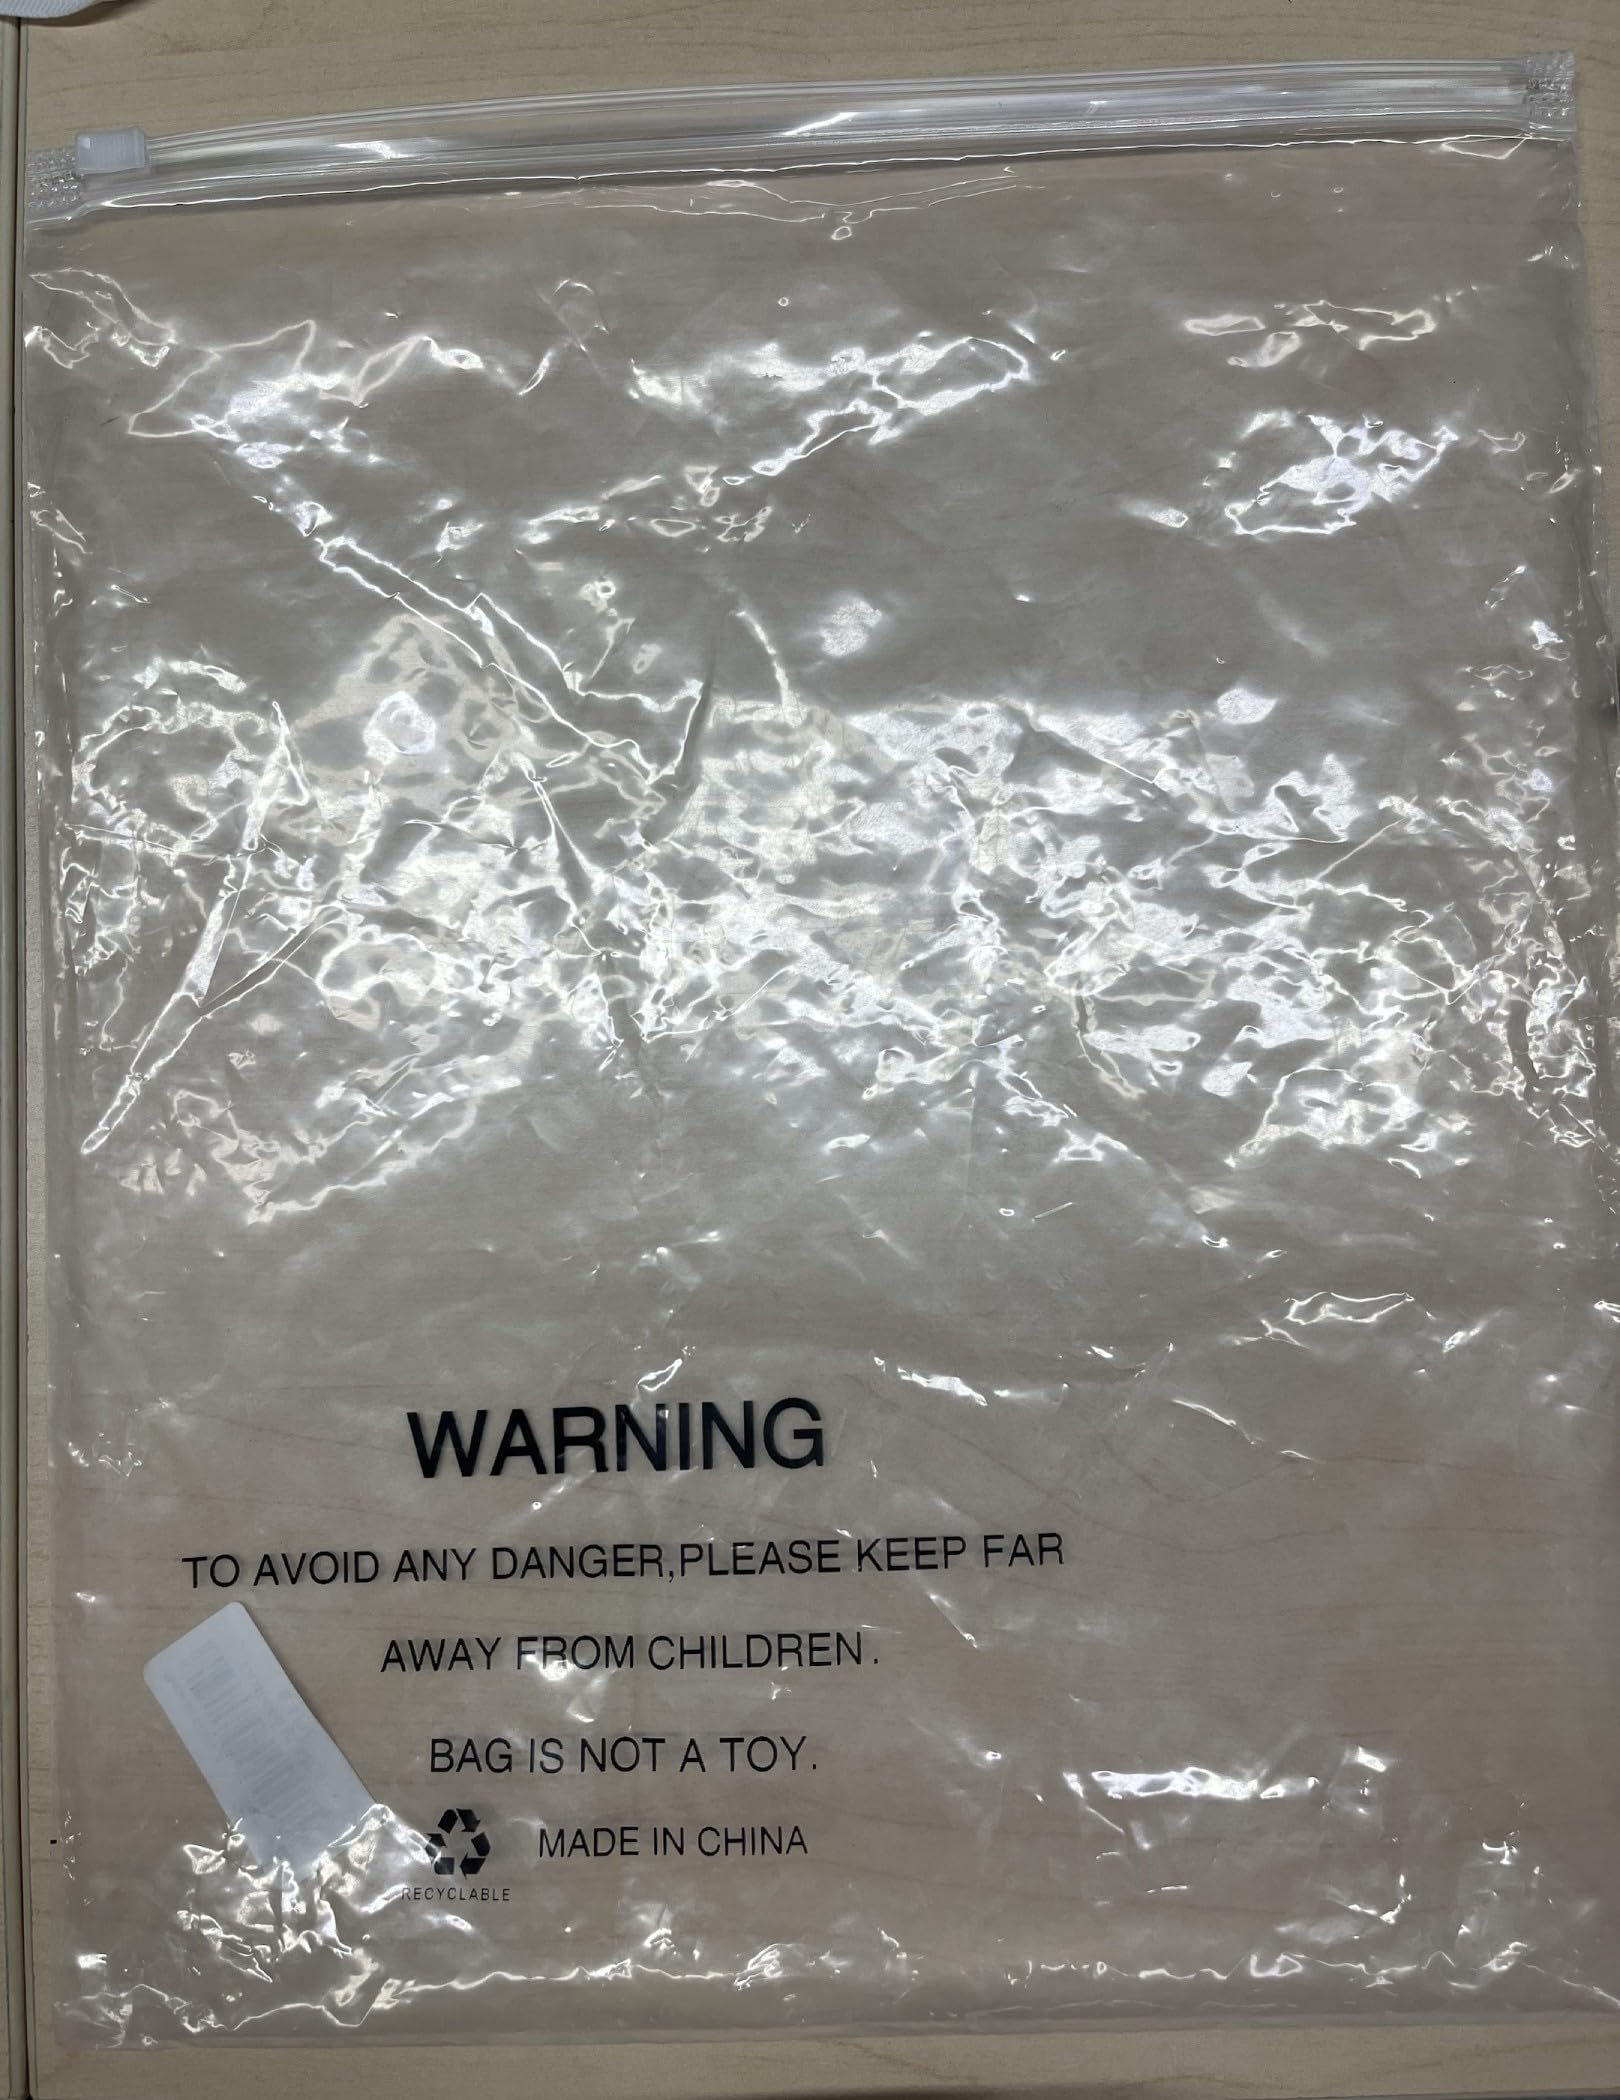 WARNING
TO AVOID ANY DANGER,PLEASE KEEP FAR
AWAY FROM CHILDREN.
BAG IS NOT A TOY.
MADE IN CHINA
RECYCLABLE